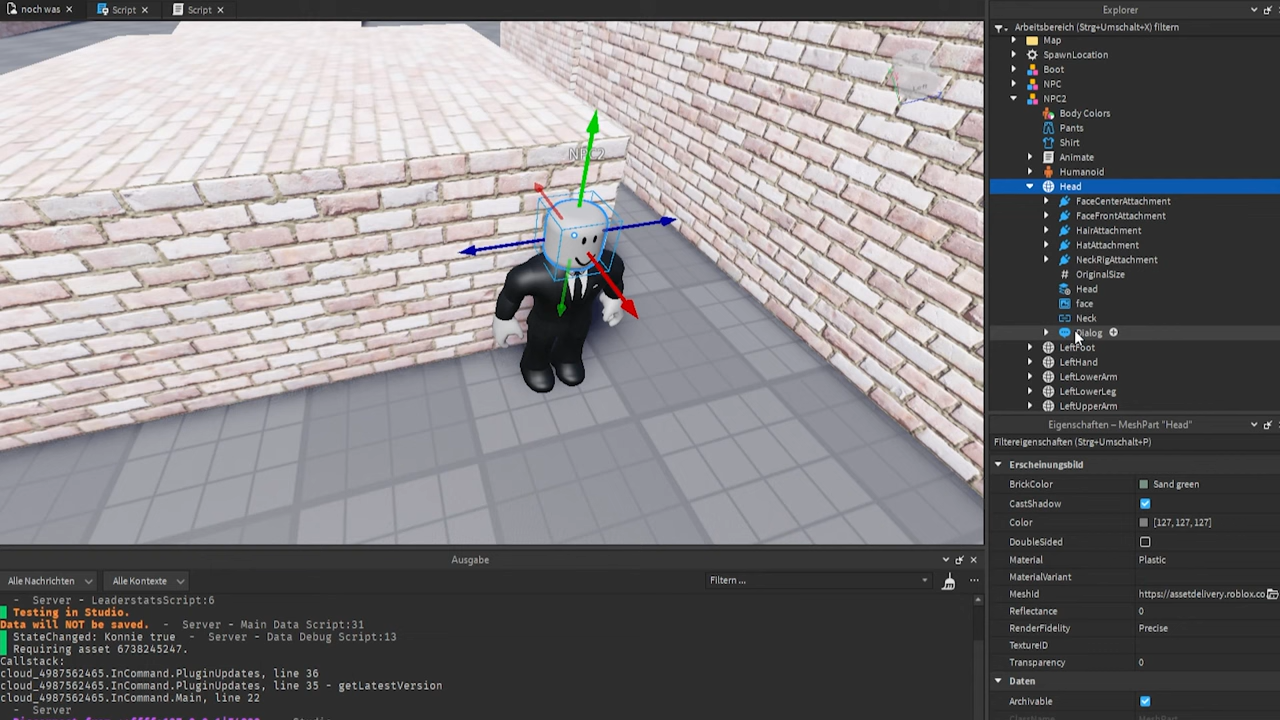 noch was
Script
Script
Explorer
Arbeitsbereich (Strg+Umschalt+X) filtern
Map
SpawnLocation
Boot
NPC
NPC2
Body Colors
Pants
Shirt
Animate
Humanoid
Head
FaceCenterAttachment
FaceFrontAttachment
HairAttachment
HatAttachment
NeckRigAttachment
OriginalSize
Head
face
Neck
Dialog
LeftFoot
LeftHand
LeftLowerArm
LeftLowerLeg
LeftUpperArm
NPC2
Eigenschaften – MeshPart "Head"
Filtereigenschaften (Strg+Umschalt+P)
Erscheinungsbild
BrickColor Sand green
CastShadow
Color [127, 127, 127]
DoubleSided
Material Plastic
MaterialVariant
MeshId https://assetdelivery.roblox.co
Reflectance 0
RenderFidelity Precise
TextureID
Transparency 0
Daten
Archivable
Ausgabe
Alle Nachrichten Alle Kontexte Filtern ...
- Server - LeaderstatsScript:6
Testing in Studio.
Data will NOT be saved. - Server - Main Data Script:31
StateChanged: Konnie true - Server - Data Debug Script:13
Requiring asset 6738245247.
Callstack:
cloud_4987562465.InCommand.PluginUpdates, line 36
cloud_4987562465.InCommand.PluginUpdates, line 35 - getLatestVersion
cloud_4987562465.InCommand.Main, line 22
- Server